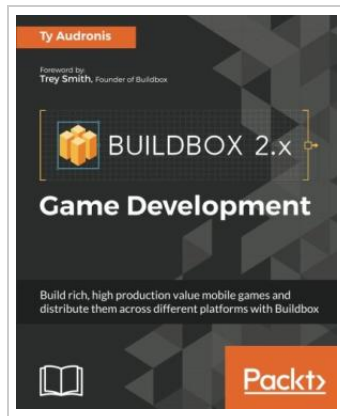 Ty Audronis
Foreword by
Trey Smith, Founder of Buildbox
BUILDBOX 2.x
Game Development
Build rich, high production value mobile games and
distribute them across different platforms with Buildbox
Packt>